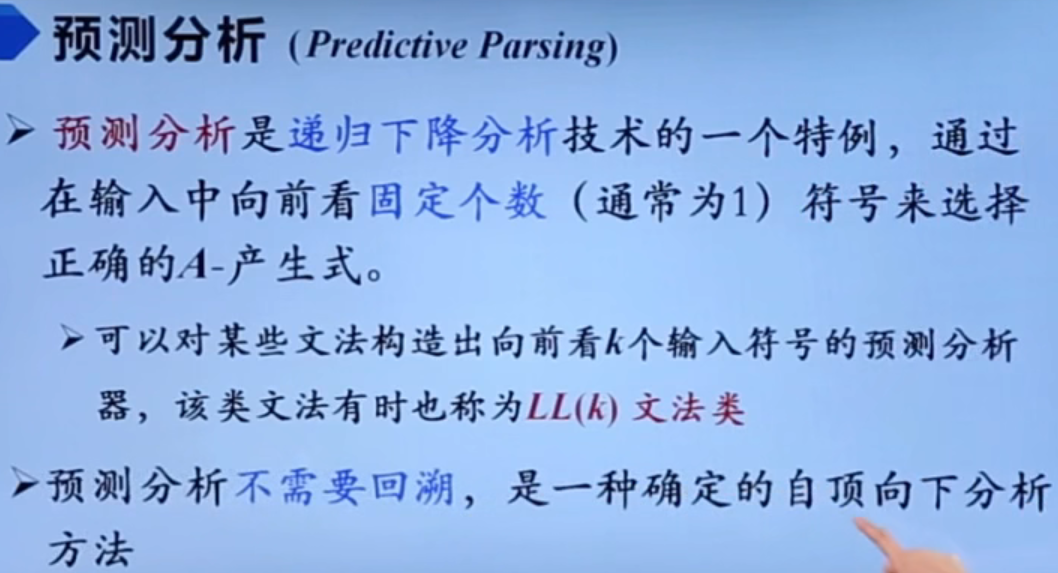 预测分析 (Predictive Parsing)
预测分析是递归下降分析技术的一个特例，通过
在输入中向前看固定个数（通常为1）符号来选择
正确的A-产生式。
可以对某些文法构造出向前看k个输入符号的预测分析
器，该类文法有时也称为LL(k) 文法类
预测分析不需要回溯，是一种确定的自顶向下分析
方法